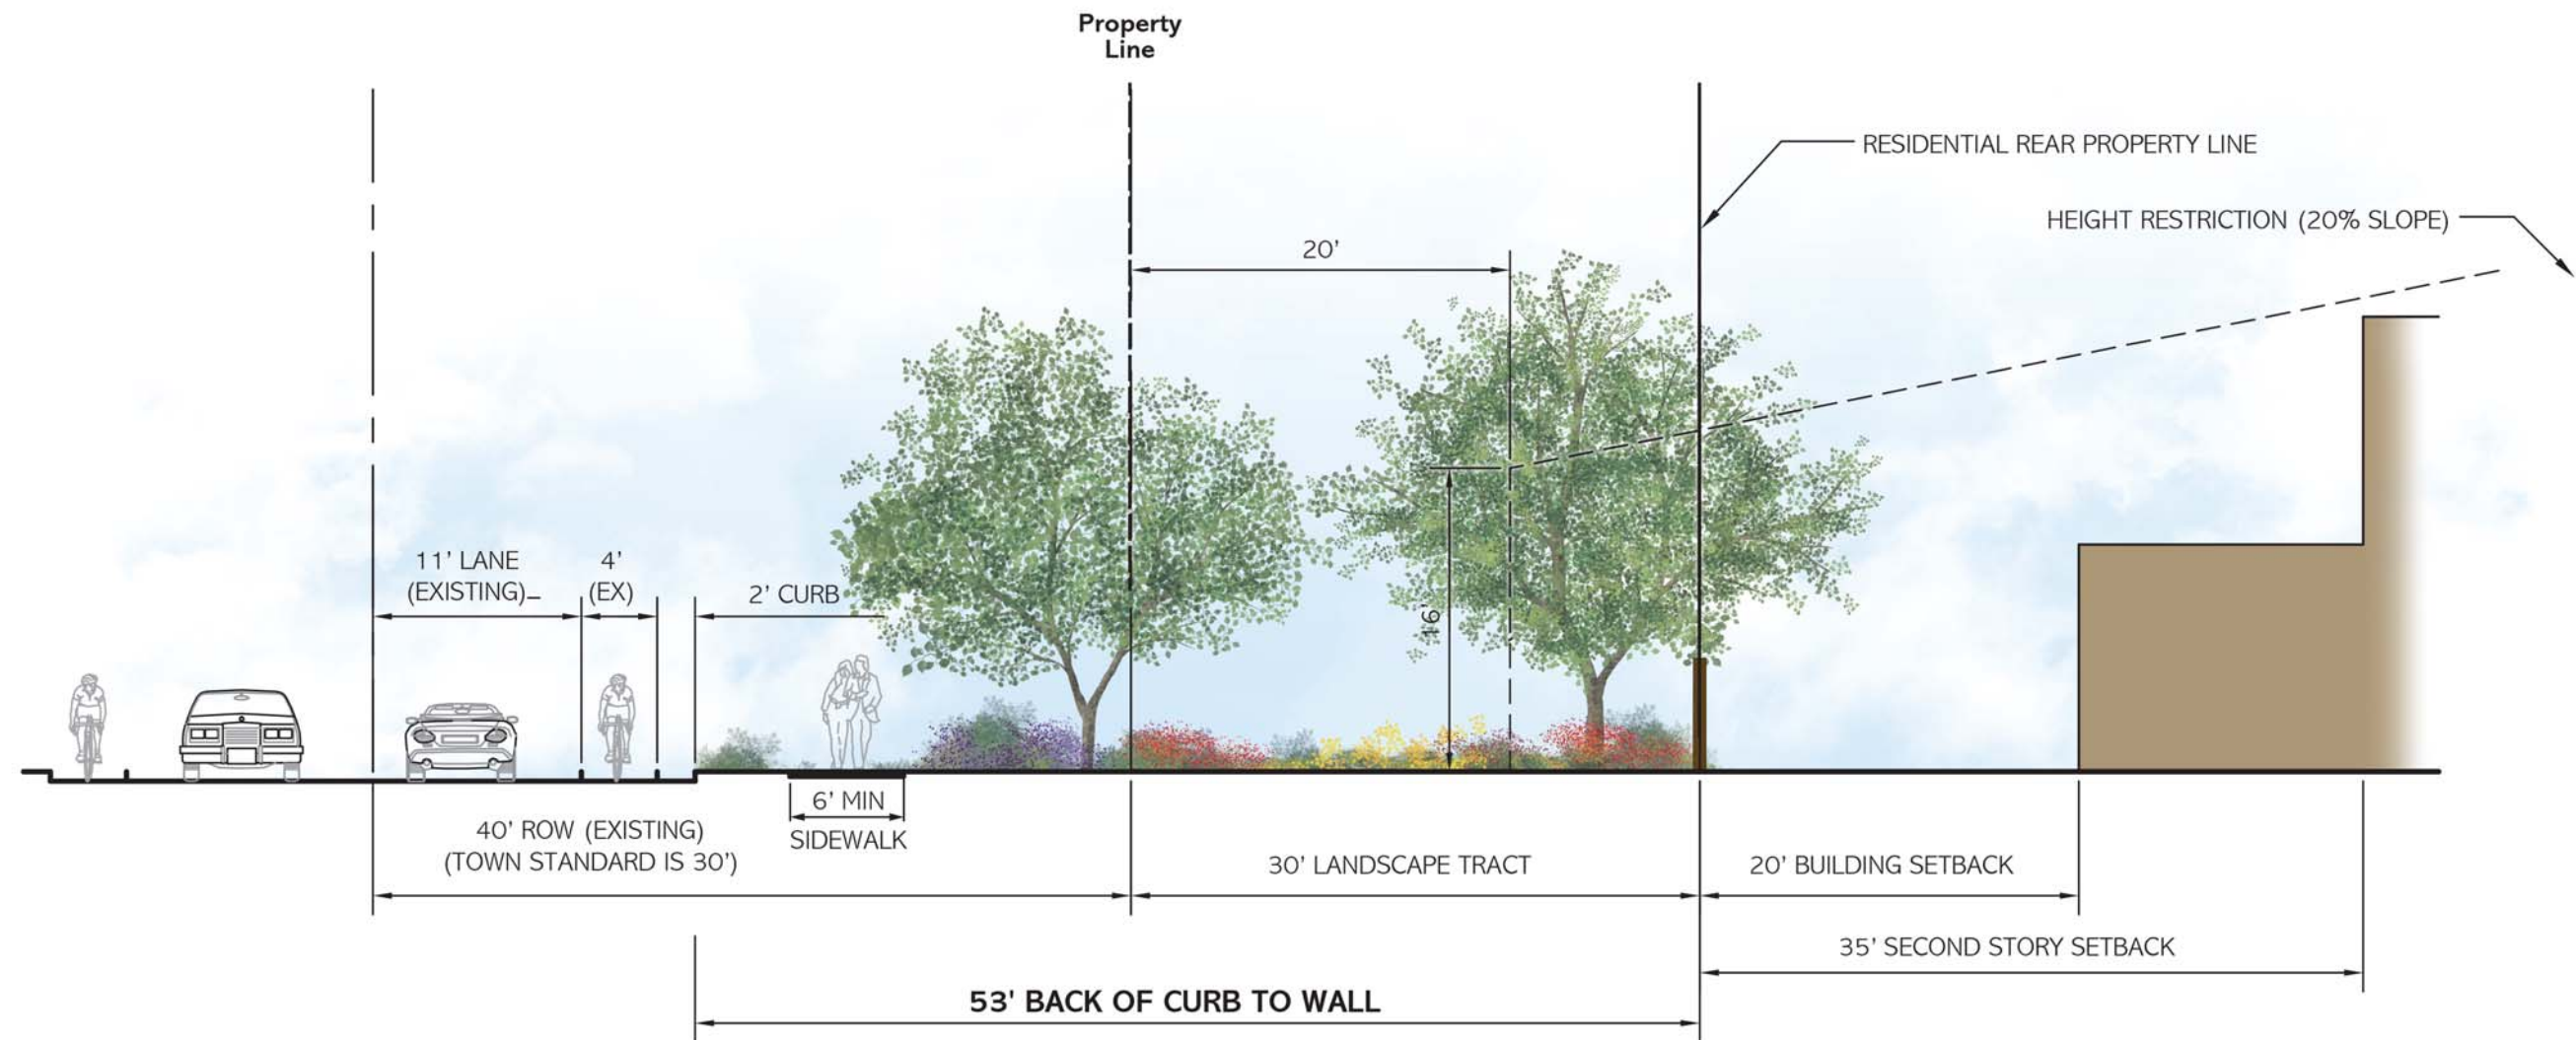 Property
Line
RESIDENTIAL REAR PROPERTY LINE
HEIGHT RESTRICTION (20% SLOPE)
20'
11' LANE
(EXISTING)
4'
(EX)
2' CURB
16'
6' MIN
SIDEWALK
40' ROW (EXISTING)
(TOWN STANDARD IS 30')
30' LANDSCAPE TRACT
20' BUILDING SETBACK
35' SECOND STORY SETBACK
53' BACK OF CURB TO WALL